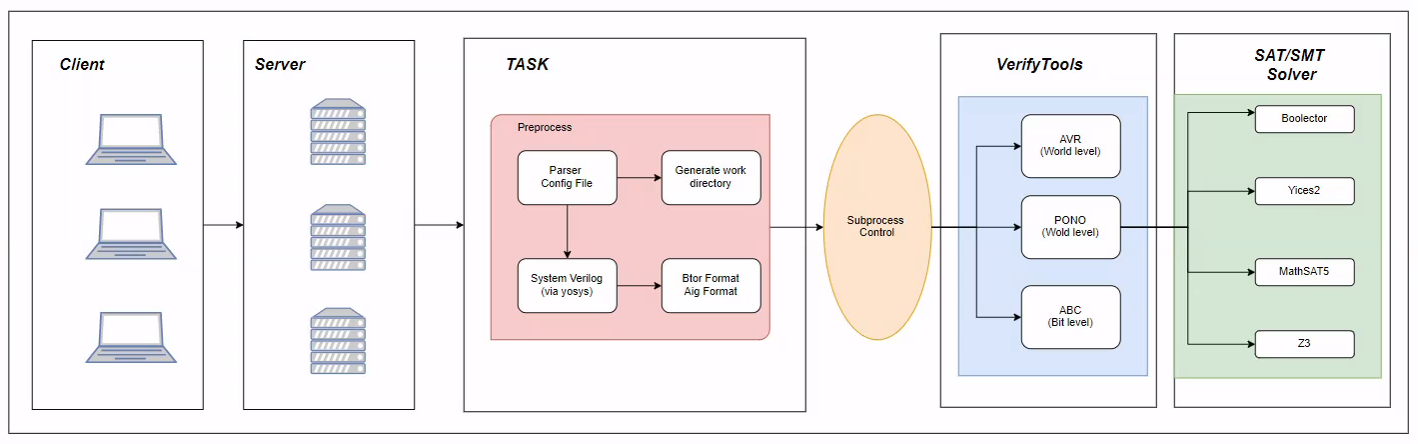 Client
Server
TASK
Preprocess
Parser
Config File
Generate work
directory
System Verilog
(via yosys)
Btor Format
Aig Format
Subprocess
Control
VerifyTools
AVR
(World level)
PONO
(Wold level)
ABC
(Bit level)
SAT/SMT
Solver
Boolector
Yices2
MathSAT5
Z3